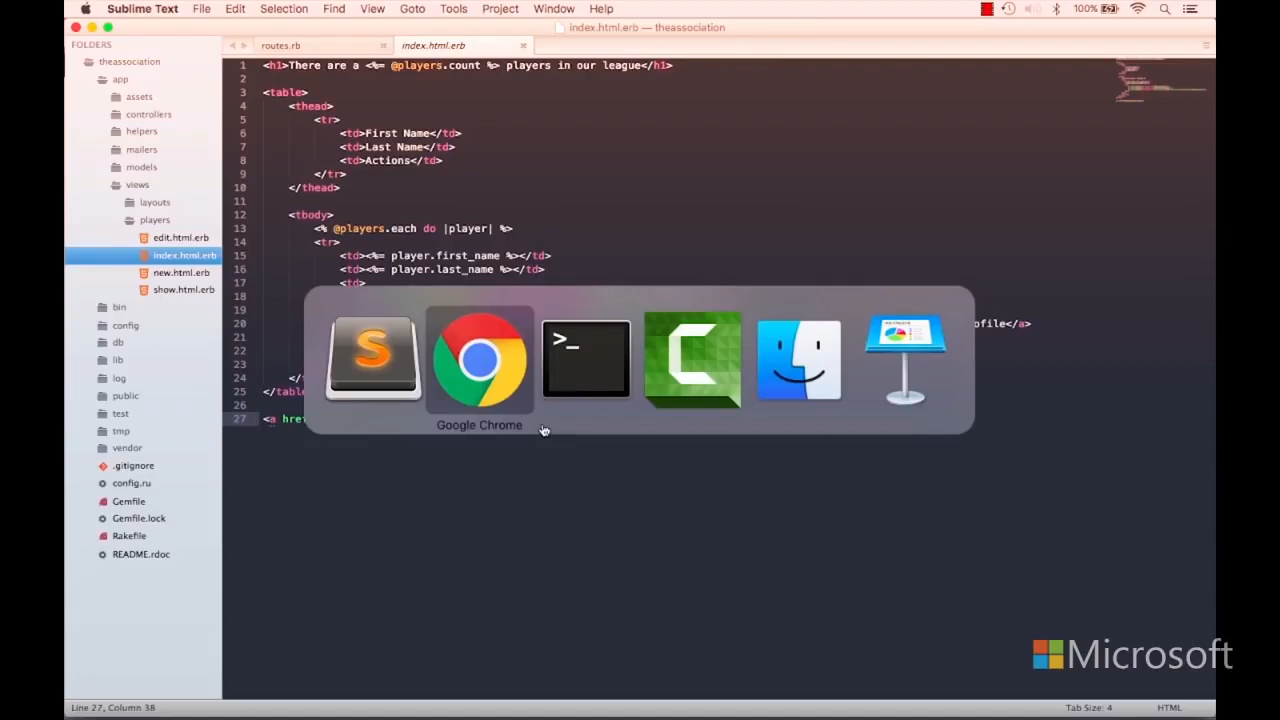 Sublime Text File Edit Selection Find View Goto Tools Project Window Help 100%
index.html.erb — theassociation
FOLDERS
theassociation
app
assets
controllers
helpers
mailers
models
views
layouts
players
edit.html.erb
index.html.erb
new.html.erb
show.html.erb
bin
config
db
lib
log
public
test
tmp
vendor
.gitignore
config.ru
Gemfile
Gemfile.lock
Rakefile
README.rdoc
routes.rb index.html.erb
1 <h1>There are a <%= @players.count %> players in our league</h1>
2
3 <table>
4 <thead>
5 <tr>
6 <td>First Name</td>
7 <td>Last Name</td>
8 <td>Actions</td>
9 </tr>
10 </thead>
11
12 <tbody>
13 <% @players.each do |player| %>
14 <tr>
15 <td><%= player.first_name %></td>
16 <td><%= player.last_name %></td>
17 <td>
18
19
20 ofile</a>
21
22
23
24 </t
25 </table
26
27 <a href
Google Chrome
Microsoft
Line 27, Column 38 Tab Size: 4 HTML